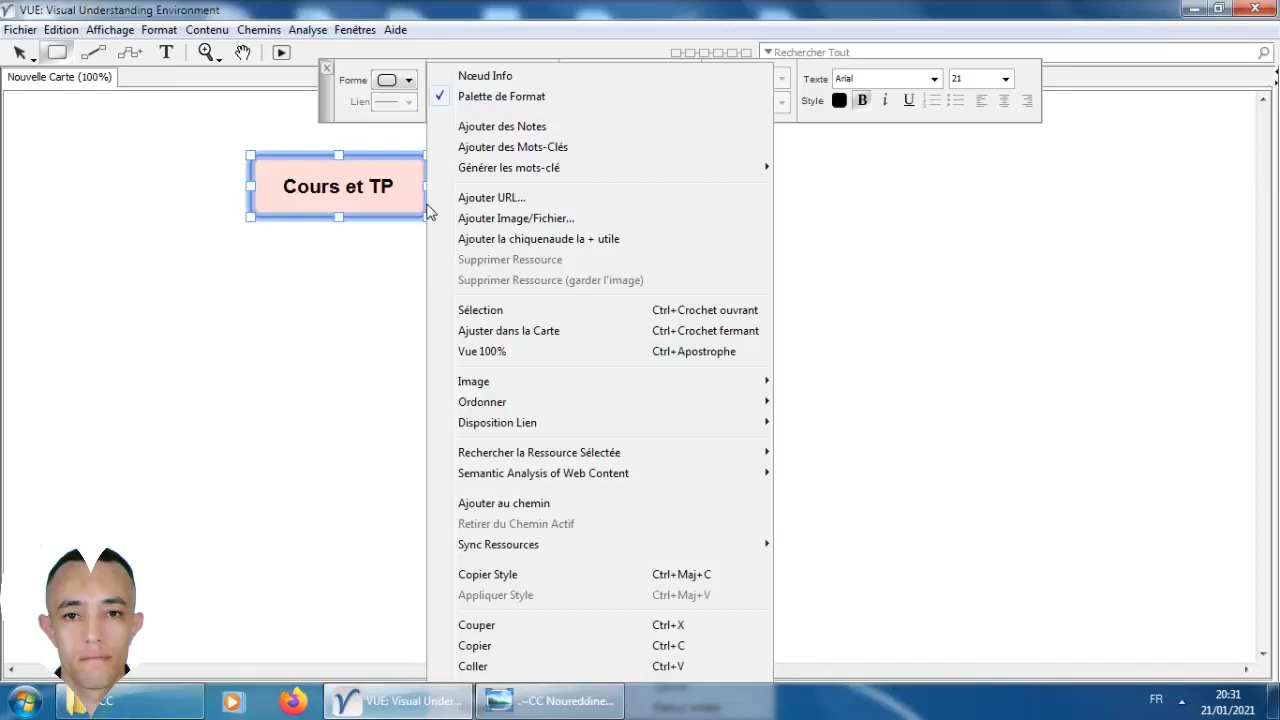 VUE: Visual Understanding Environment
Fichier Edition Affichage Format Contenu Chemins Analyse Fenêtres Aide
Rechercher Tout
Nouvelle Carte (100%)
Forme
Lien
Texte Arial 21
Style B i U
Cours et TP
Nœud Info
Palette de Format
Ajouter des Notes
Ajouter des Mots-Clés
Générer les mots-clé
Ajouter URL...
Ajouter Image/Fichier...
Ajouter la chiquenaude la + utile
Supprimer Ressource
Supprimer Ressource (garder l'image)
Sélection Ctrl+Crochet ouvrant
Ajuster dans la Carte Ctrl+Crochet fermant
Vue 100% Ctrl+Apostrophe
Image
Ordonner
Disposition Lien
Rechercher la Ressource Sélectée
Semantic Analysis of Web Content
Ajouter au chemin
Retirer du Chemin Actif
Sync Ressources
Copier Style Ctrl+Maj+C
Appliquer Style Ctrl+Maj+V
Couper Ctrl+X
Copier Ctrl+C
Coller Ctrl+V
CC
VUE: Visual Under...
.~CC Noureddine...
FR
20:31
21/01/2021